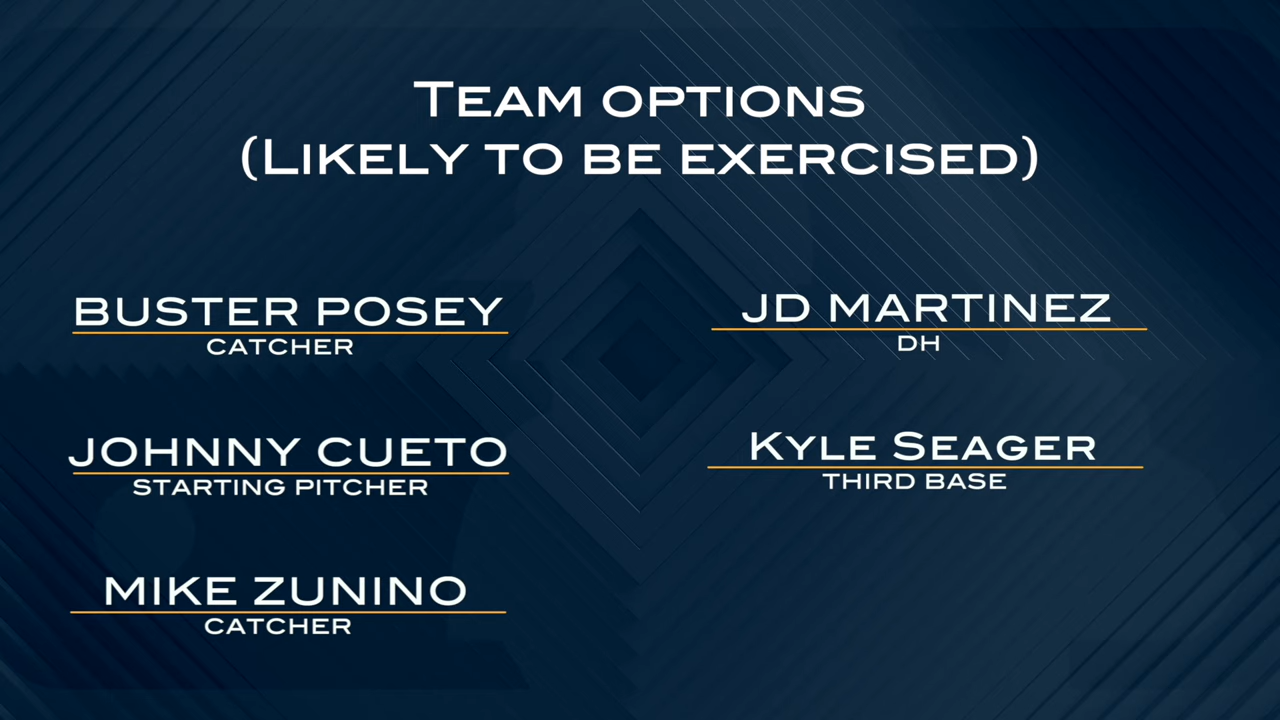 TEAM OPTIONS
(LIKELY TO BE EXERCISED)
BUSTER POSEY
CATCHER
JOHNNY CUETO
STARTING PITCHER
MIKE ZUNINO
CATCHER
JD MARTINEZ
DH
KYLE SEAGER
THIRD BASE